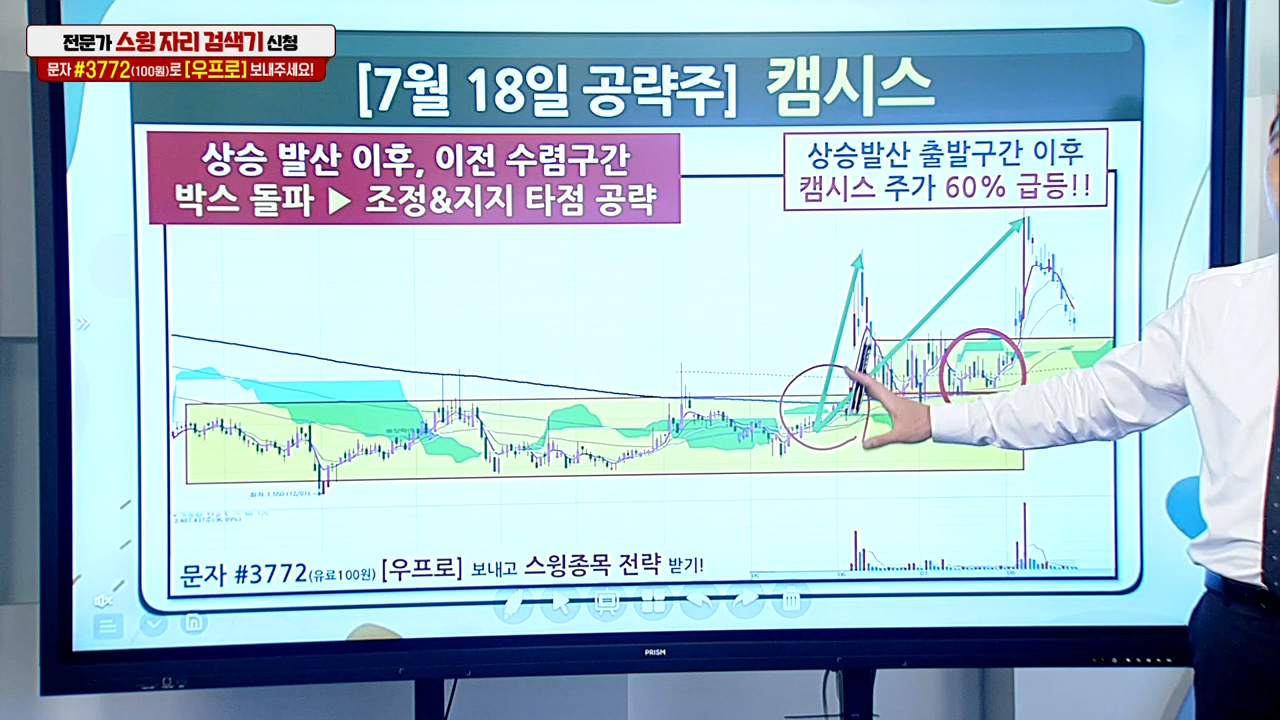 전문가 스윙 자리 검색기 신청
문자 #3772(100원)로 [우프로] 보내주세요!
[7월 18일 공략주] 캠시스
상승 발산 이후, 이전 수렴구간
박스 돌파 ▶ 조정&지지 타점 공략
상승발산 출발구간 이후
캠시스 주가 60% 급등!!
문자 #3772(유료100원) [우프로] 보내고 스윙종목 전략 받기!
PRISM